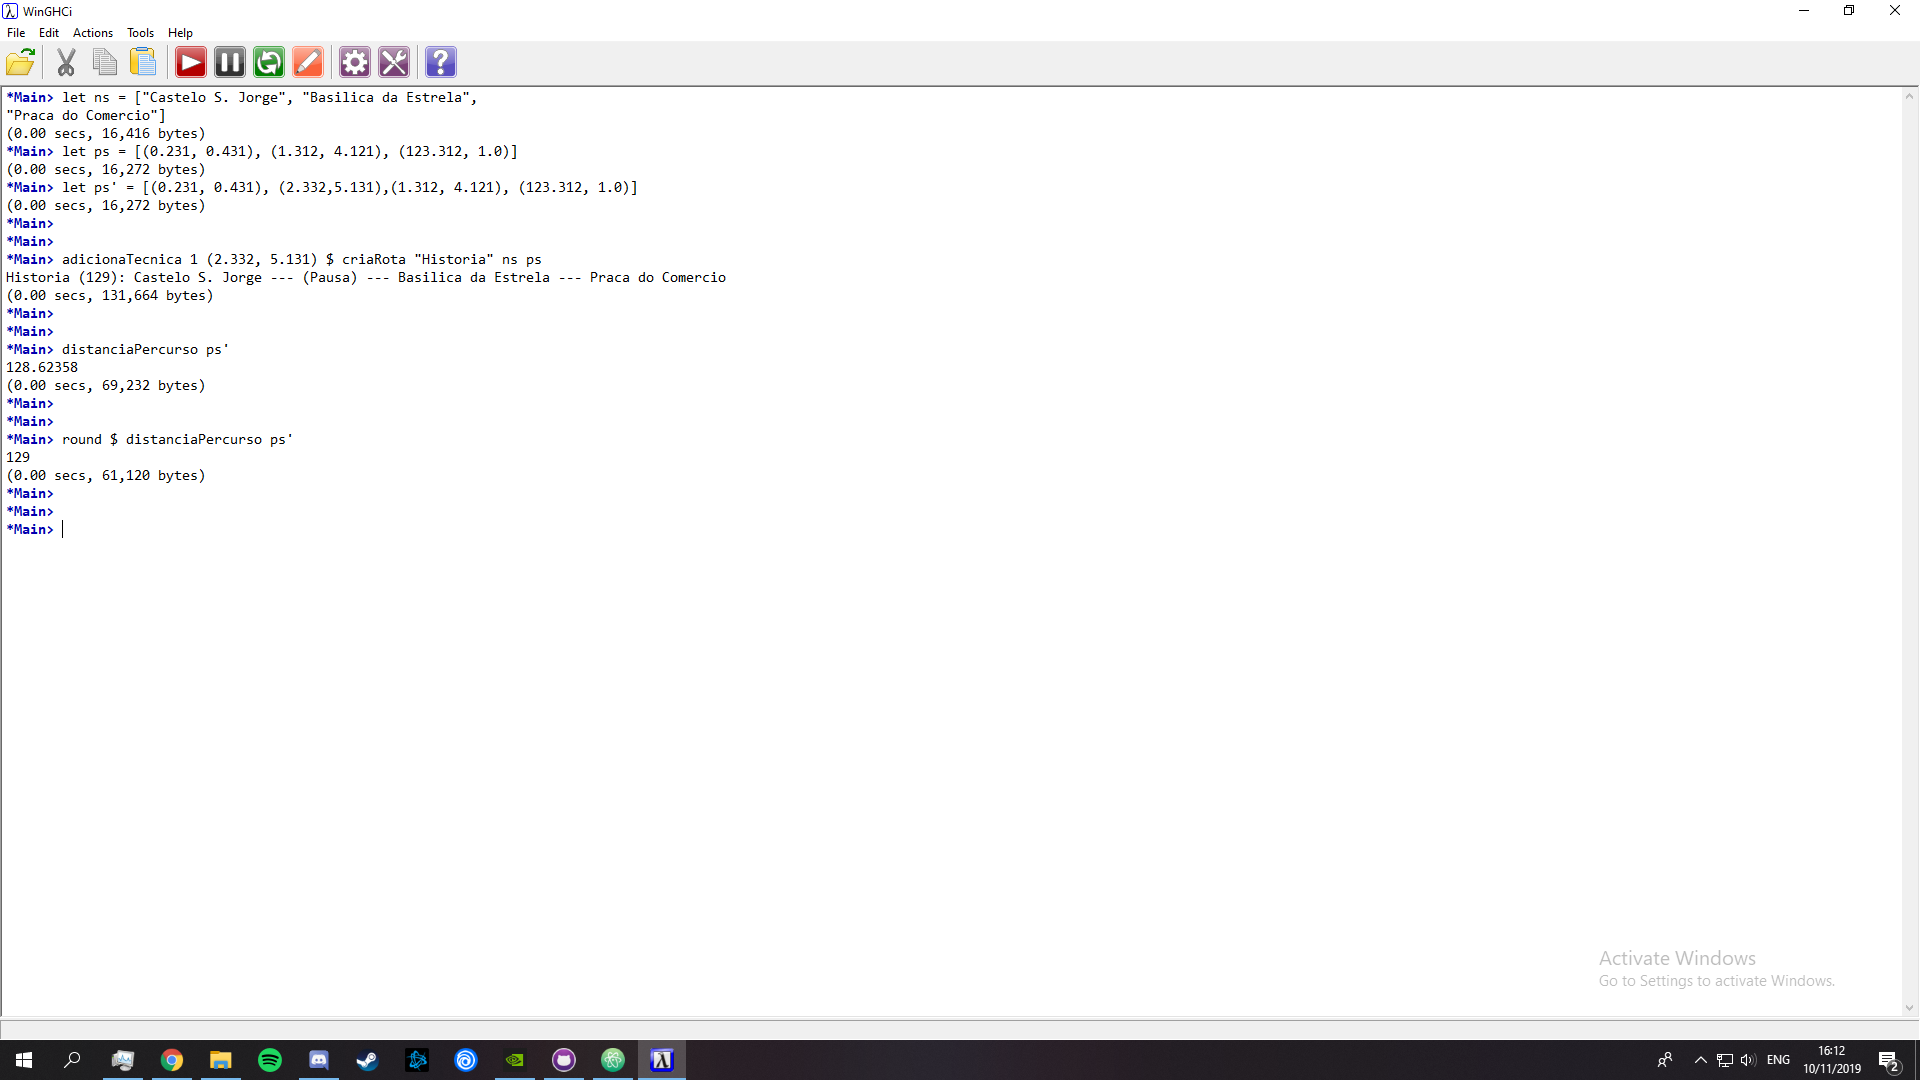 WinGHCi
File Edit Actions Tools Help
*Main> let ns = ["Castelo S. Jorge", "Basilica da Estrela",
"Praca do Comercio"]
(0.00 secs, 16,416 bytes)
*Main> let ps = [(0.231, 0.431), (1.312, 4.121), (123.312, 1.0)]
(0.00 secs, 16,272 bytes)
*Main> let ps' = [(0.231, 0.431), (2.332,5.131),(1.312, 4.121), (123.312, 1.0)]
(0.00 secs, 16,272 bytes)
*Main>
*Main>
*Main> adicionaTecnica 1 (2.332, 5.131) $ criaRota "Historia" ns ps
Historia (129): Castelo S. Jorge --- (Pausa) --- Basilica da Estrela --- Praca do Comercio
(0.00 secs, 131,664 bytes)
*Main>
*Main>
*Main> distanciaPercurso ps'
128.62358
(0.00 secs, 69,232 bytes)
*Main>
*Main>
*Main> round $ distanciaPercurso ps'
129
(0.00 secs, 61,120 bytes)
*Main>
*Main>
*Main>
Activate Windows
Go to Settings to activate Windows.
ENG
16:12
10/11/2019
2